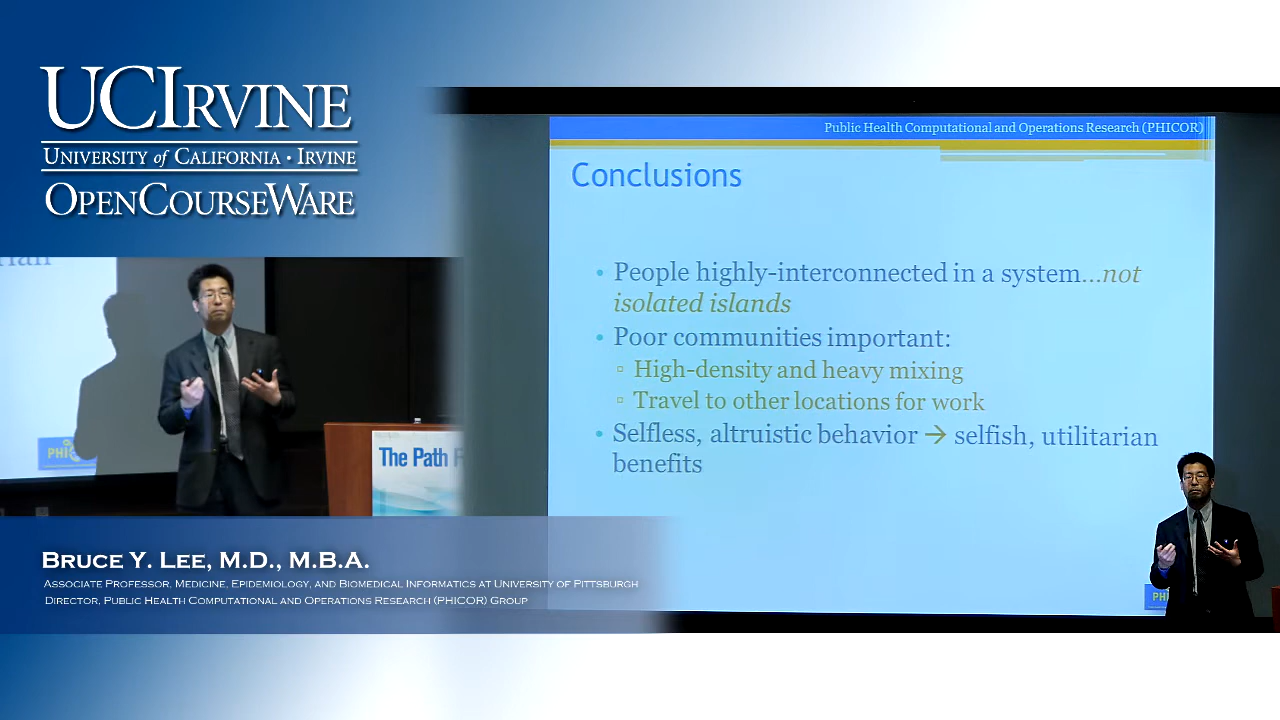 UCIRVINE
UNIVERSITY of CALIFORNIA · IRVINE
OPENCOURSEWARE
Public Health Computational and Operations Research (PHICOR)
Conclusions
• People highly-interconnected in a system...not
isolated islands
• Poor communities important:
▫ High-density and heavy mixing
▫ Travel to other locations for work
• Selfless, altruistic behavior → selfish, utilitarian
benefits
The Path
BRUCE Y. LEE, M.D., M.B.A.
ASSOCIATE PROFESSOR, MEDICINE, EPIDEMIOLOGY, AND BIOMEDICAL INFORMATICS AT UNIVERSITY OF PITTSBURGH
DIRECTOR, PUBLIC HEALTH COMPUTATIONAL AND OPERATIONS RESEARCH (PHICOR) GROUP